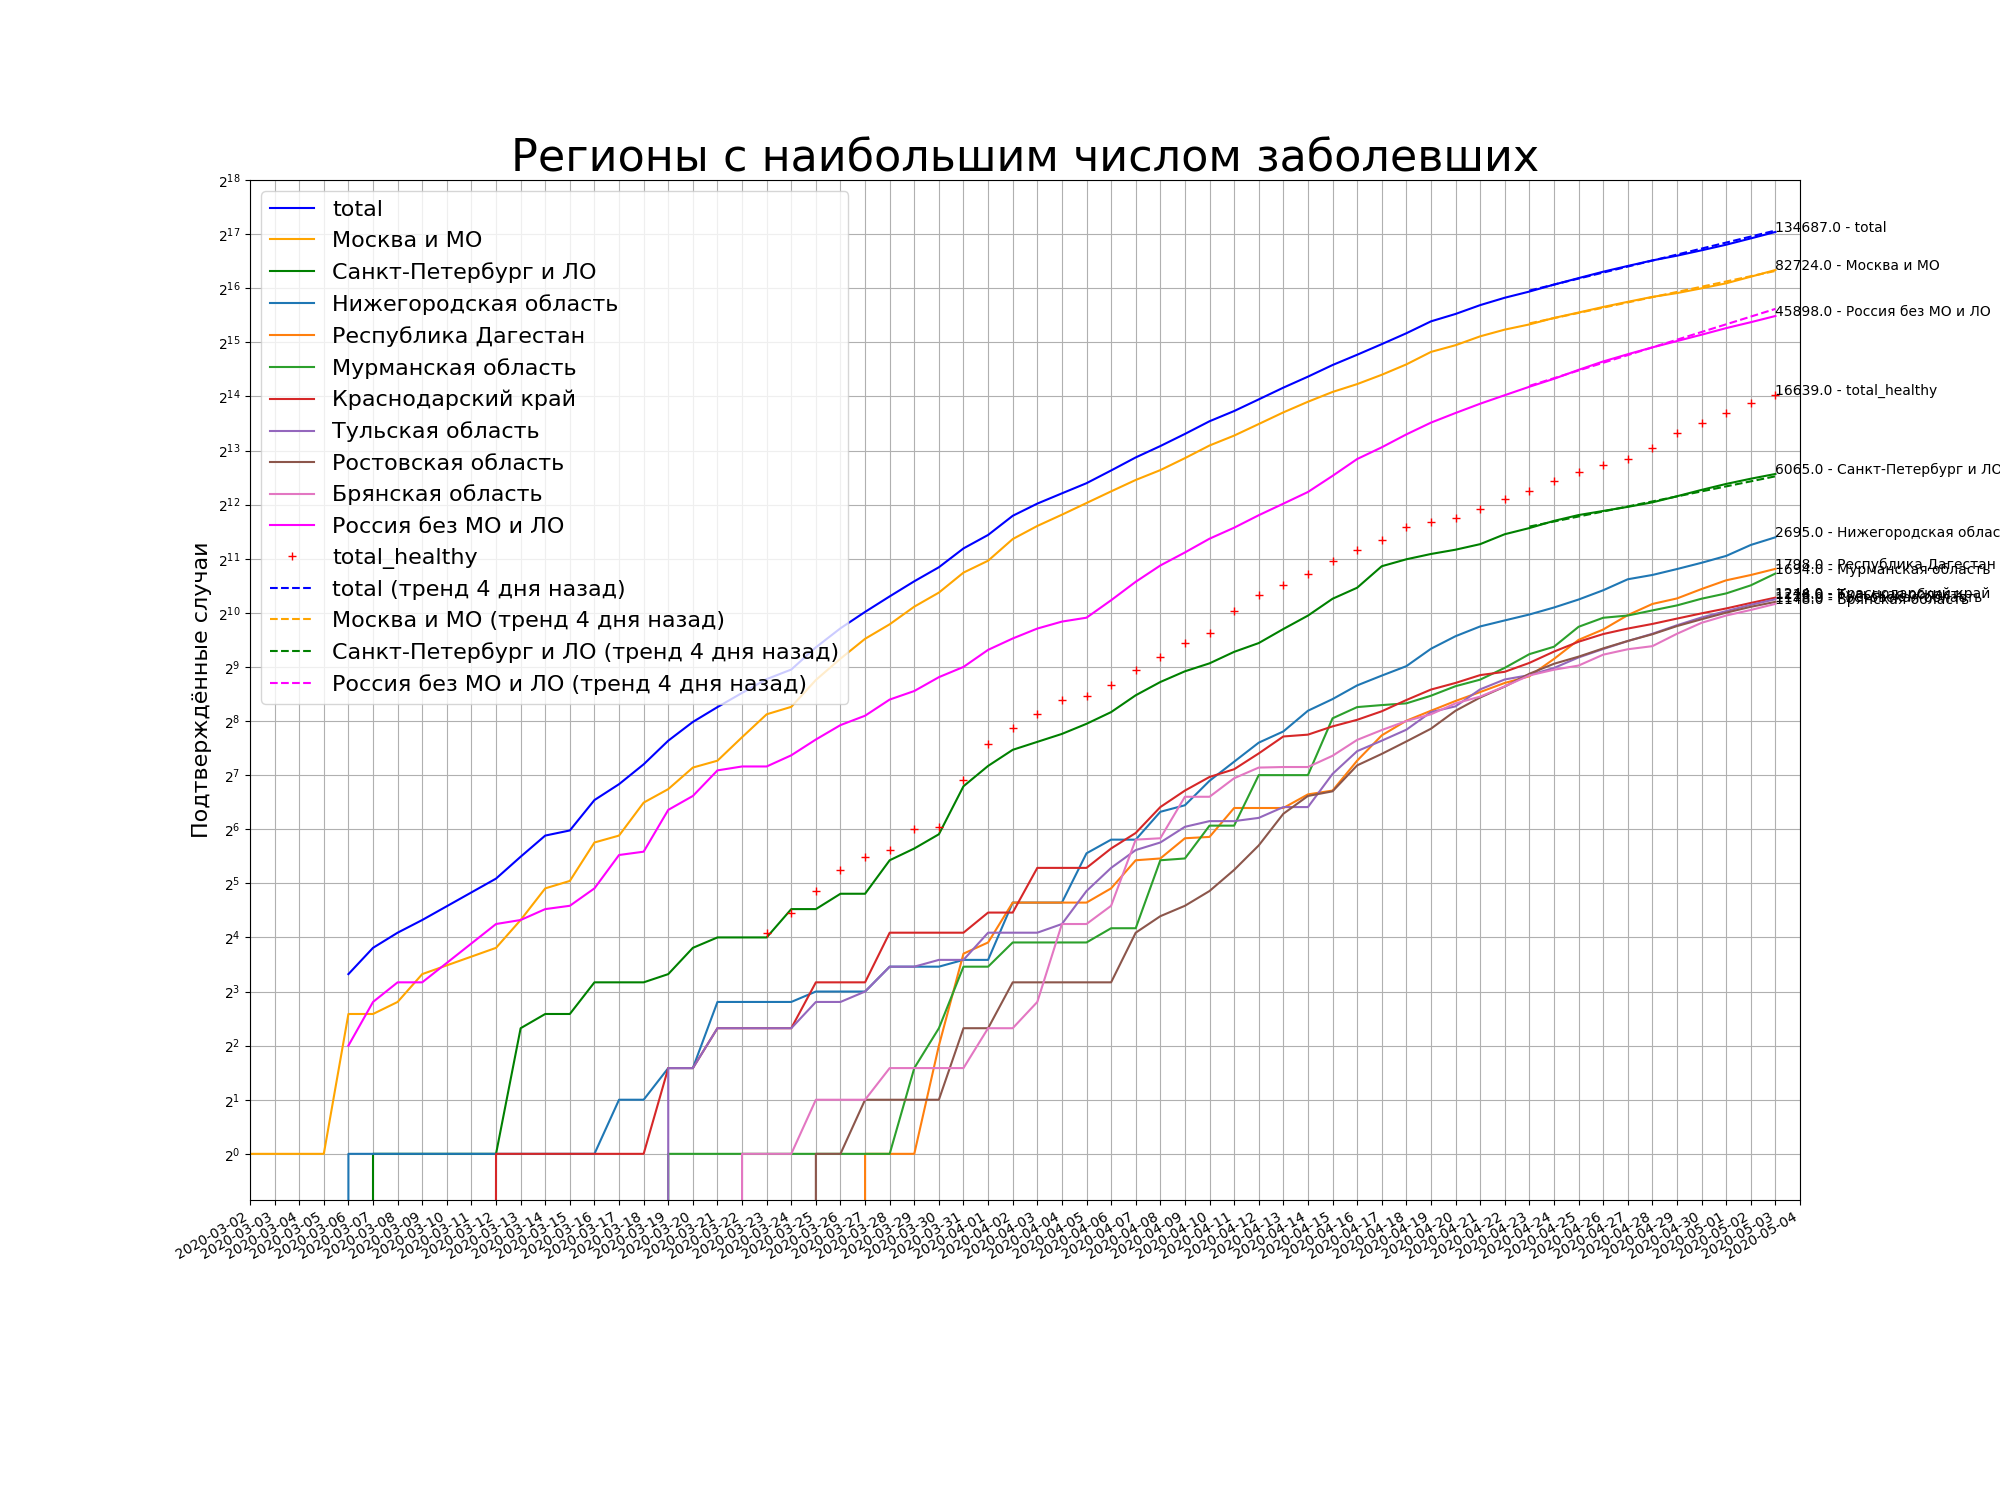 Регионы с наибольшим числом заболевших
Подтверждённые случаи
2^18
2^17
2^16
2^15
2^14
2^13
2^12
2^11
2^10
2^9
2^8
2^7
2^6
2^5
2^4
2^3
2^2
2^1
2^0
total
Москва и МО
Санкт-Петербург и ЛО
Нижегородская область
Республика Дагестан
Мурманская область
Краснодарский край
Тульская область
Ростовская область
Брянская область
Россия без МО и ЛО
total_healthy
total (тренд 4 дня назад)
Москва и МО (тренд 4 дня назад)
Санкт-Петербург и ЛО (тренд 4 дня назад)
Россия без МО и ЛО (тренд 4 дня назад)
134687.0 - total
82724.0 - Москва и МО
45898.0 - Россия без МО и ЛО
16639.0 - total_healthy
6065.0 - Санкт-Петербург и ЛО
2695.0 - Нижегородская облас
1798.0 - Республика Дагестан
1694.0 - Мурманская область
Краснодарский край
Брянская область
2020-03-02
2020-03-03
2020-03-04
2020-03-05
2020-03-06
2020-03-07
2020-03-08
2020-03-09
2020-03-10
2020-03-11
2020-03-12
2020-03-13
2020-03-14
2020-03-15
2020-03-16
2020-03-17
2020-03-18
2020-03-19
2020-03-20
2020-03-21
2020-03-22
2020-03-23
2020-03-24
2020-03-25
2020-03-26
2020-03-27
2020-03-28
2020-03-29
2020-03-30
2020-03-31
2020-04-01
2020-04-02
2020-04-03
2020-04-04
2020-04-05
2020-04-06
2020-04-07
2020-04-08
2020-04-09
2020-04-10
2020-04-11
2020-04-12
2020-04-13
2020-04-14
2020-04-15
2020-04-16
2020-04-17
2020-04-18
2020-04-19
2020-04-20
2020-04-21
2020-04-22
2020-04-23
2020-04-24
2020-04-25
2020-04-26
2020-04-27
2020-04-28
2020-04-29
2020-04-30
2020-05-01
2020-05-02
2020-05-03
2020-05-04